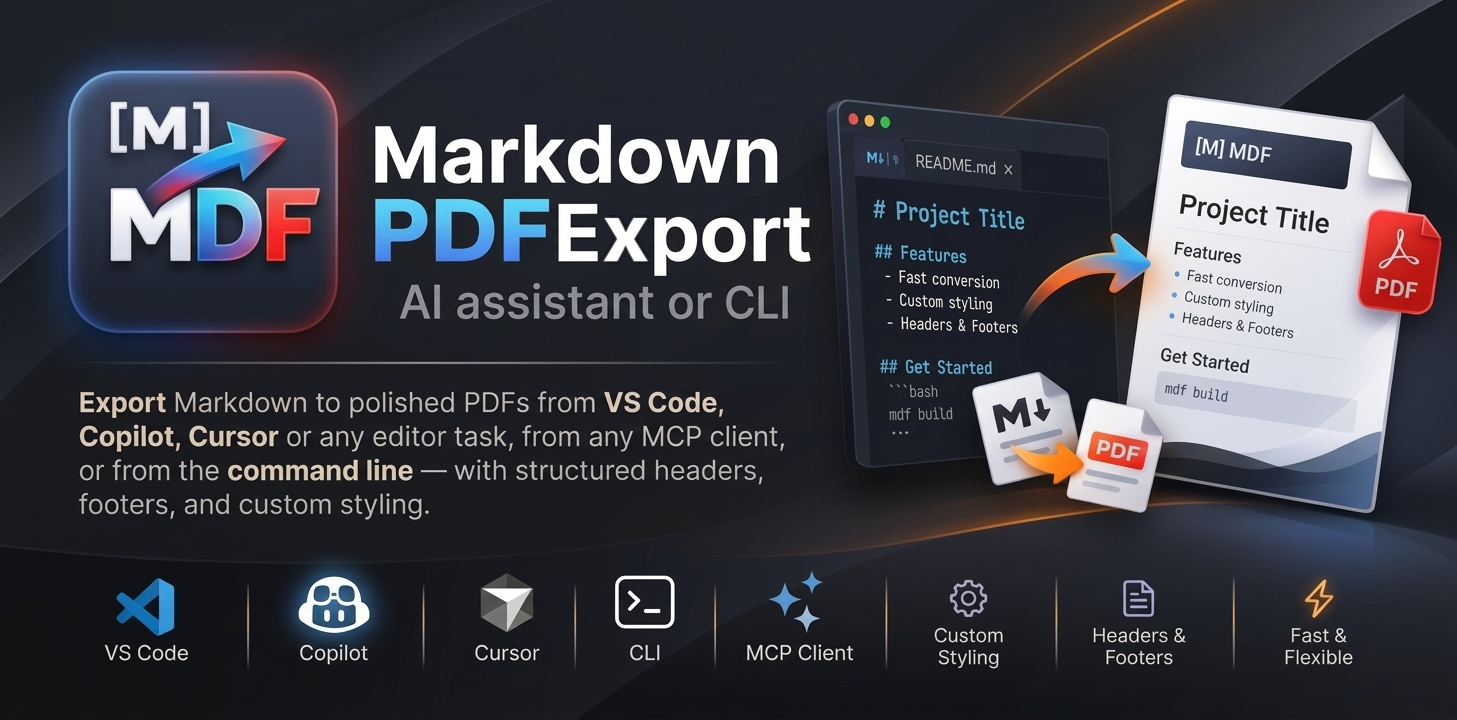 [M]
MDF
Markdown
PDFExport
AI assistant or CLI
Export Markdown to polished PDFs from VS Code,
Copilot, Cursor or any editor task, from any MCP client,
or from the command line — with structured headers,
footers, and custom styling.
M↓
README.md X
# Project Title
## Features
- Fast conversion
- Custom styling
- Headers & Footers
## Get Started
```bash
mdf build
...
M↓
PDF
[M] MDF
Project Title
Features
• Fast conversion
• Custom styling
• Headers & Footers
Get Started
mdf build
PDF
VS Code
Copilot
Cursor
CLI
MCP Client
Custom
Styling
Headers &
Footers
Fast &
Flexible